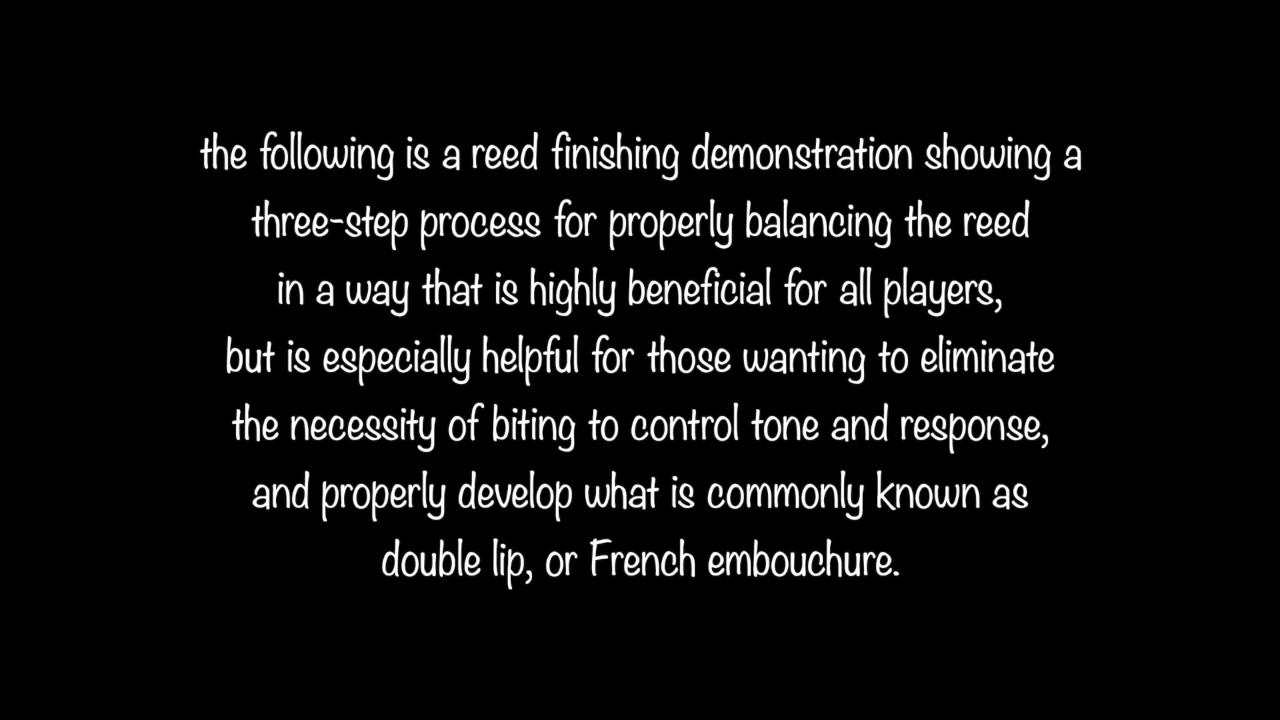 the following is a reed finishing demonstration showing a
three-step process for properly balancing the reed
in a way that is highly beneficial for all players,
but is especially helpful for those wanting to eliminate
the necessity of biting to control tone and response,
and properly develop what is commonly known as
double lip, or French embouchure.